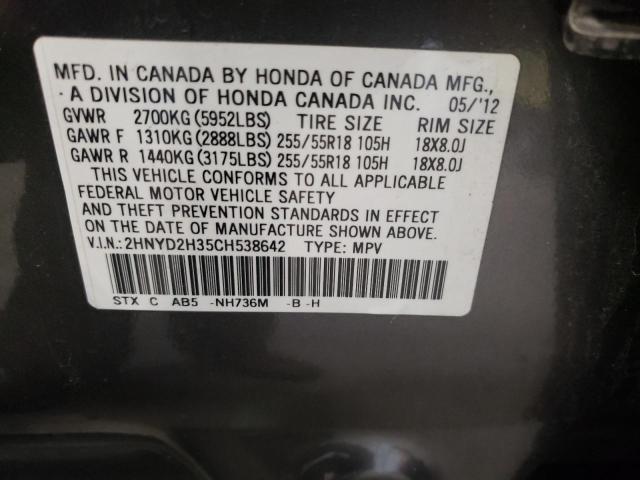 MFD. IN CANADA BY HONDA OF CANADA MFG.,
A DIVISION OF HONDA CANADA INC. 05/'12
GVWR 2700KG(5952LBS) TIRE SIZE RIM SIZE
GAWR F 1310KG(2888LBS) 255/55R18 105H 18X8.0J
GAWR R 1440KG(3175LBS) 255/55R18 105H 18X8.0J
THIS VEHICLE CONFORMS TO ALL APPLICABLE
FEDERAL MOTOR VEHICLE SAFETY
AND THEFT PREVENTION STANDARDS IN EFFECT
ON THE DATE OF MANUFACTURE SHOWN ABOVE.
V.I.N.:2HNYD2H35CH538642 TYPE: MPV
STX C AB5 -NH736M -B -H